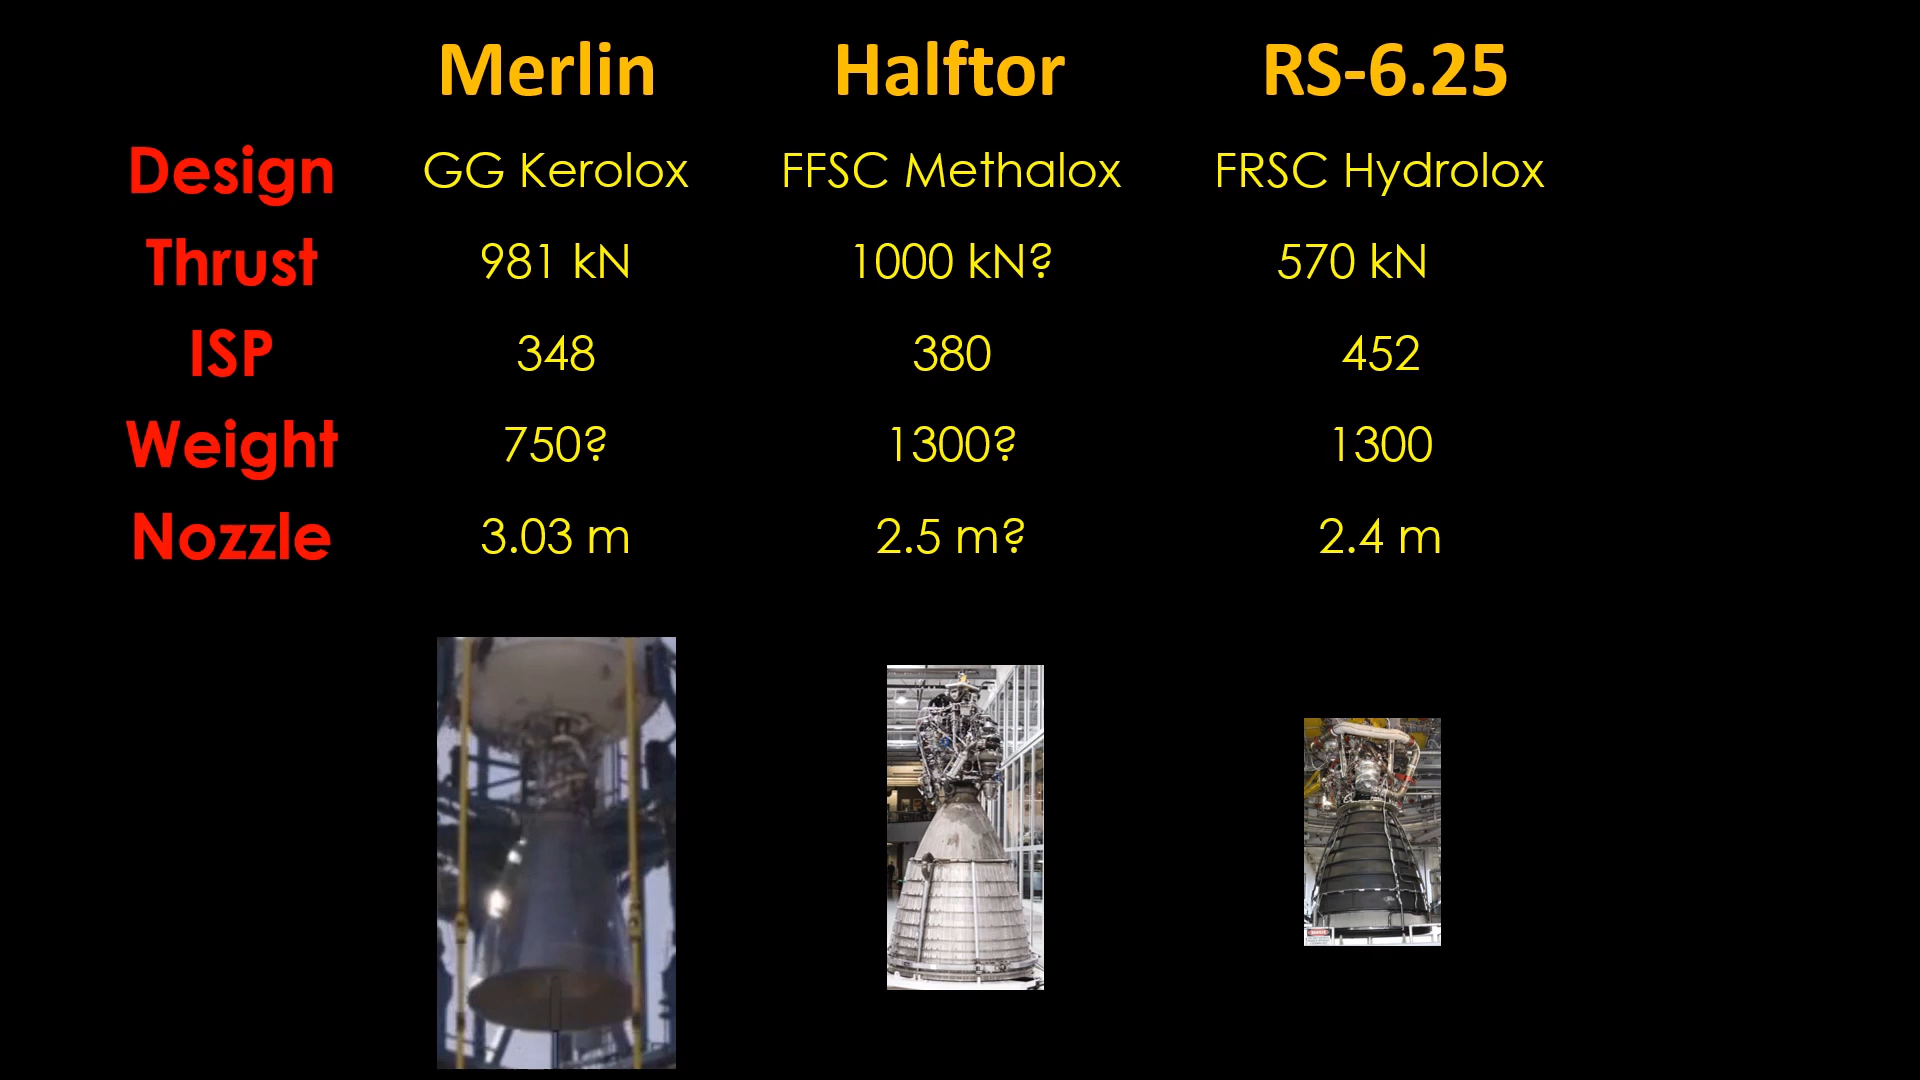 Merlin Halftor RS-6.25
Design GG Kerolox FFSC Methalox FRSC Hydrolox
Thrust 981 kN 1000 kN? 570 kN
ISP 348 380 452
Weight 750? 1300? 1300
Nozzle 3.03 m 2.5 m? 2.4 m